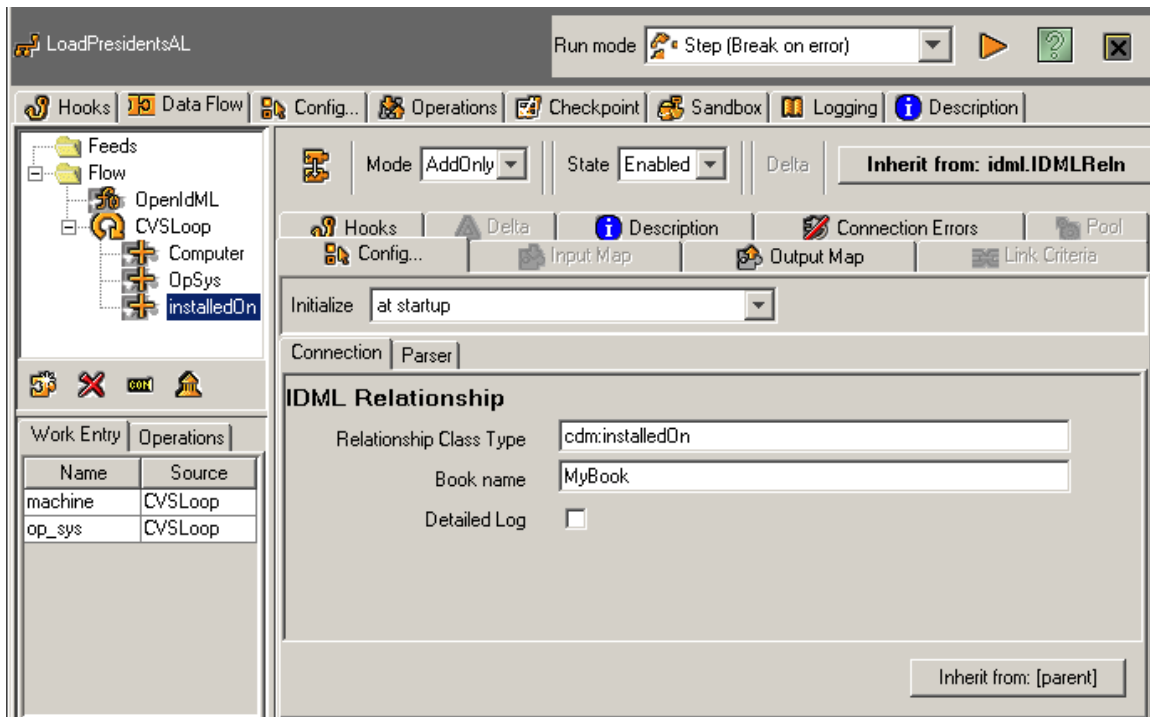 LoadPresidentsAL
Run mode Step (Break on error)
Hooks Data Flow Config... Operations Checkpoint Sandbox Logging Description
Feeds
Flow
OpenIdML
CVSLoop
Computer
OpSys
installedOn
Mode AddOnly State Enabled Delta Inherit from: idml.IDMLReln
Hooks Delta Description Connection Errors Pool
Config... Input Map Output Map Link Criteria
Initialize at startup
Connection Parser
IDML Relationship
Relationship Class Type cdm:installedOn
Book name MyBook
Detailed Log
CON
Work Entry Operations
Name Source
machine CVSLoop
op_sys CVSLoop
Inherit from: [parent]